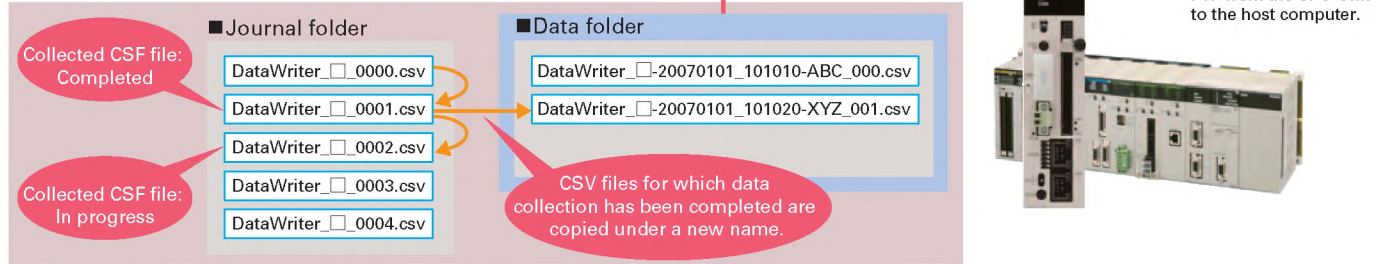 ■Journal folder
■Data folder
to the host computer.
Collected CSF file:
Completed
DataWriter_□_0000.csv
DataWriter_□_0001.csv
DataWriter_□_0002.csv
DataWriter_□_0003.csv
DataWriter_□_0004.csv
Collected CSF file:
In progress
DataWriter_□-20070101_101010-ABC_000.csv
DataWriter_□-20070101_101020-XYZ_001.csv
CSV files for which data
collection has been completed are
copied under a new name.